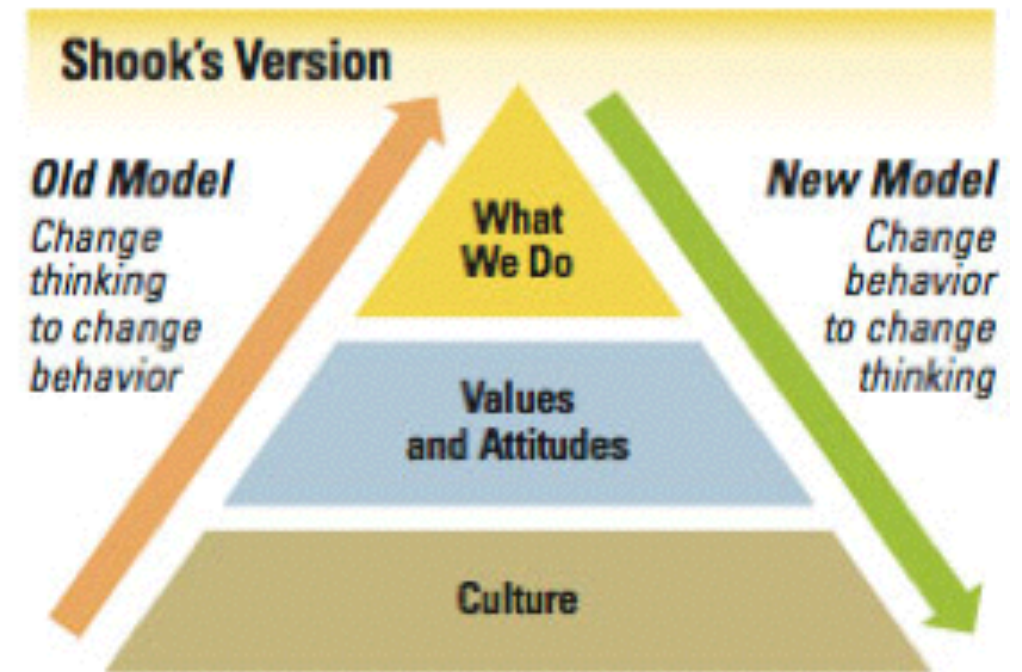 Shook's Version
Old Model
Change
thinking
to change
behavior
What
We Do
New Model
Change
behavior
to change
thinking
Values
and Attitudes
Culture